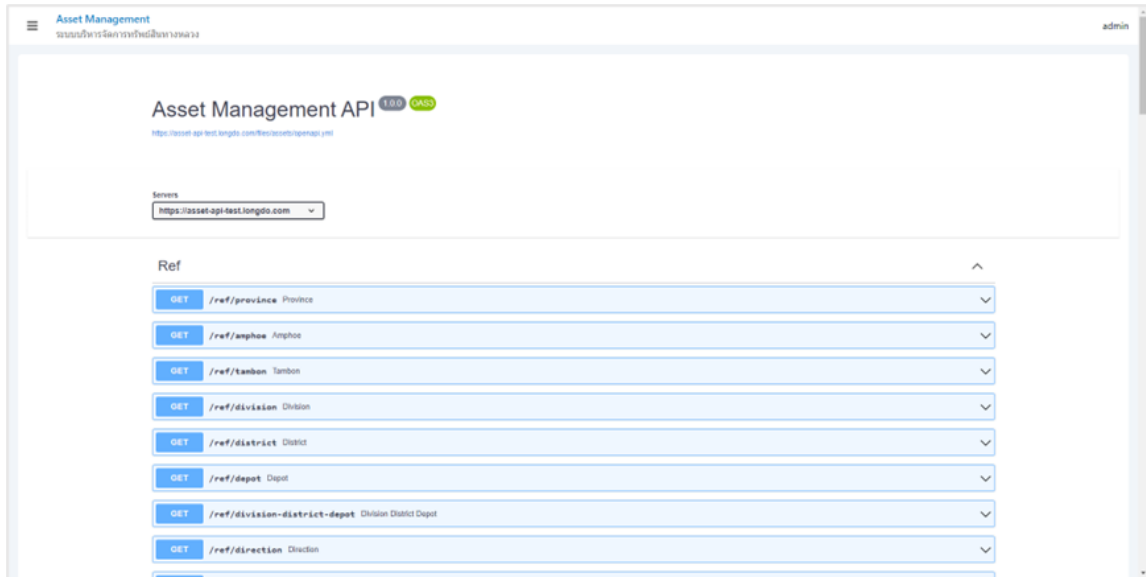 Asset Management
ระบบบริหารจัดการทรัพย์สินทางหลวง
admin
Asset Management API 1.0.0 OAS3
https://asset-api-test.longdo.com/files/assets/openapi.yml
Servers
https://asset-api-test.longdo.com
Ref
GET /ref/province Province
GET /ref/amphoe Amphoe
GET /ref/tambon Tambon
GET /ref/division Division
GET /ref/district District
GET /ref/depot Depot
GET /ref/division-district-depot Division District Depot
GET /ref/direction Direction